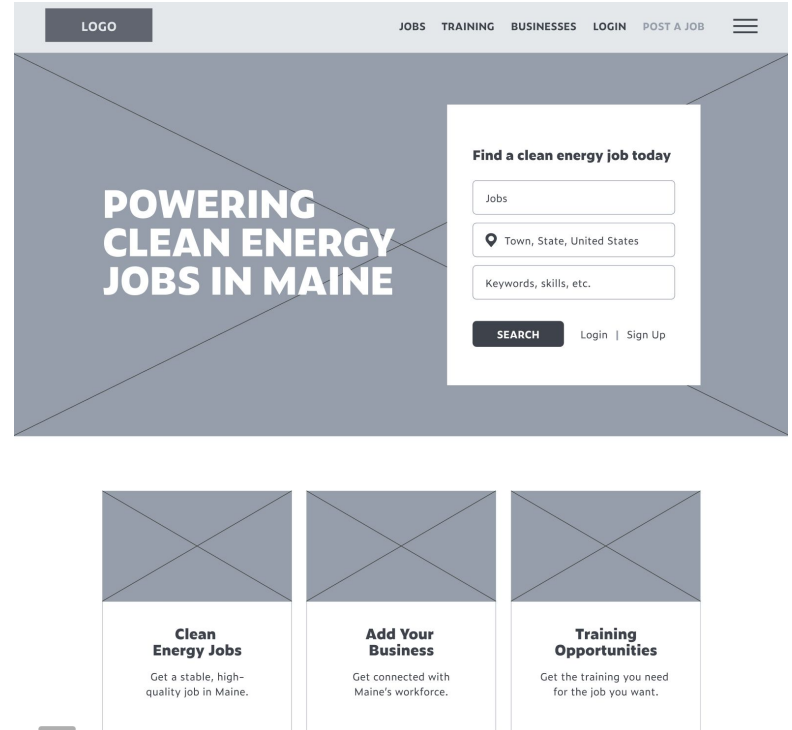 LOGO
JOBS TRAINING BUSINESSES LOGIN POST A JOB
POWERING
CLEAN ENERGY
JOBS IN MAINE
Find a clean energy job today
Jobs
Town, State, United States
Keywords, skills, etc.
SEARCH Login | Sign Up
Clean
Energy Jobs
Get a stable, high-
quality job in Maine.
Add Your
Business
Get connected with
Maine's workforce.
Training
Opportunities
Get the training you need
for the job you want.